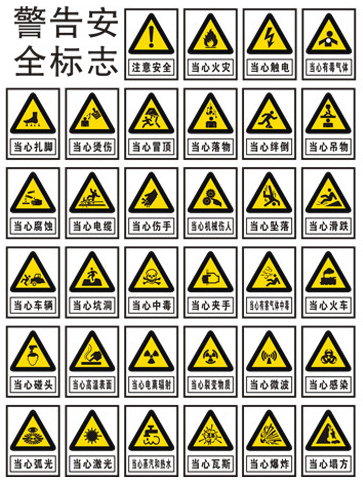 警告安
全标志
注意安全
当心火灾
当心触电
当心有毒气体
当心扎脚
当心烫伤
当心冒顶
当心落物
当心绊倒
当心吊物
当心腐蚀
当心电缆
当心伤手
当心机械伤人
当心坠落
当心滑跌
当心车辆
当心坑洞
当心中毒
当心夹手
当心有害气体中毒
当心火车
当心碰头
当心高温表面
当心电离辐射
当心裂变物质
当心微波
当心感染
当心弧光
当心激光
当心蒸汽和热水
当心瓦斯
当心爆炸
当心塌方